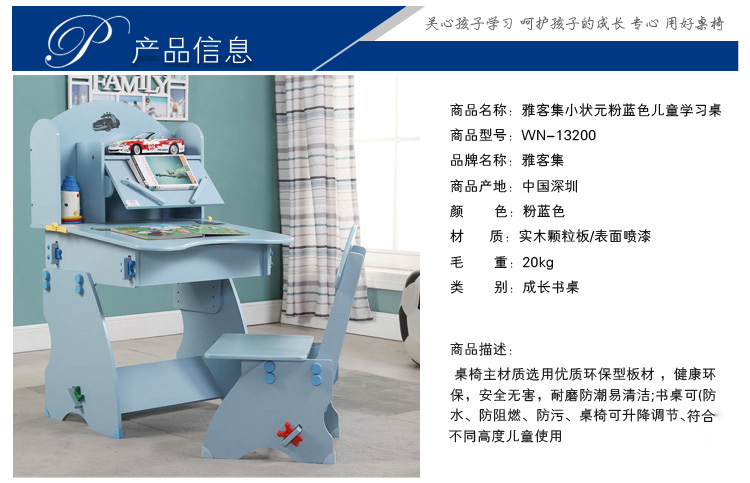 关心孩子学习 呵护孩子的成长 专心 用好桌椅
P 产品信息
FAMILY
商品名称：雅客集小状元粉蓝色儿童学习桌
商品型号：WN-13200
品牌名称：雅客集
商品产地：中国深圳
颜 色：粉蓝色
材 质：实木颗粒板/表面喷漆
毛 重：20kg
类 别：成长书桌
商品描述：
桌椅主材质选用优质环保型板材 ，健康环
保，安全无害，耐磨防潮易清洁;书桌可(防
水、防阻燃、防污、桌椅可升降调节、符合
不同高度儿童使用